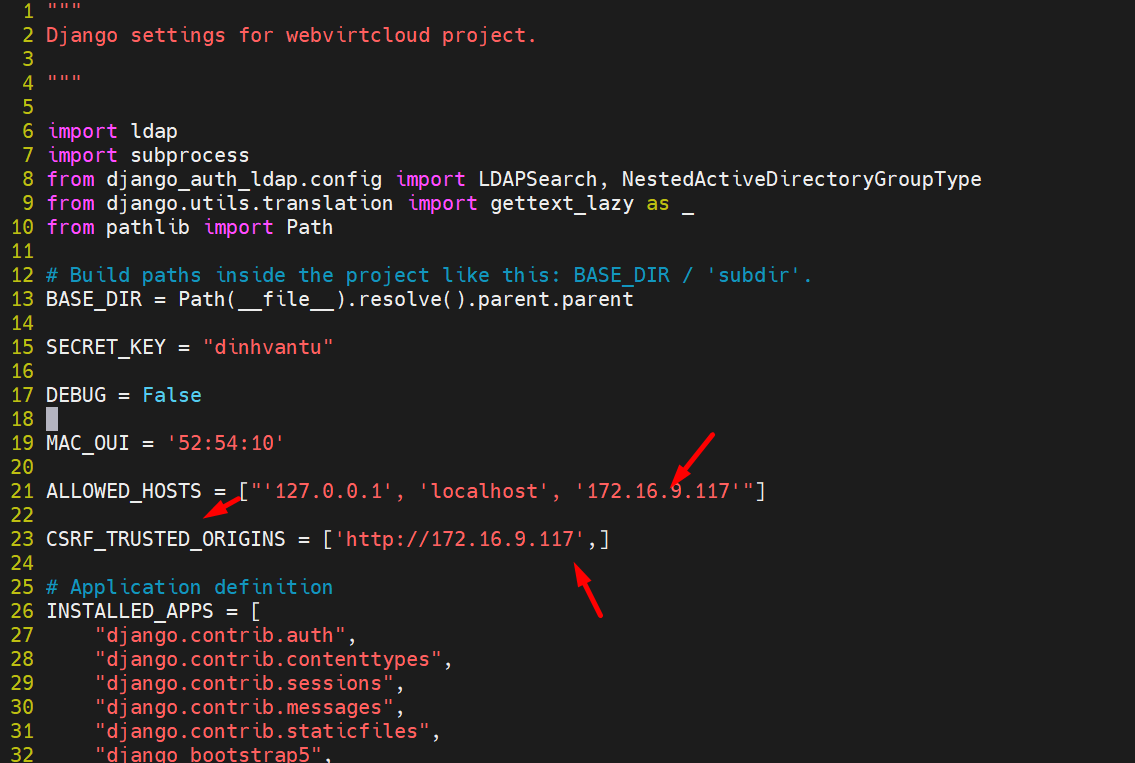 1 """
2 Django settings for webvirtcloud project.
3
4 """
5
6 import ldap
7 import subprocess
8 from django_auth_ldap.config import LDAPSearch, NestedActiveDirectoryGroupType
9 from django.utils.translation import gettext_lazy as _
10 from pathlib import Path
11
12 # Build paths inside the project like this: BASE_DIR / 'subdir'.
13 BASE_DIR = Path(__file__).resolve().parent.parent
14
15 SECRET_KEY = "dinhvantu"
16
17 DEBUG = False
18
19 MAC_OUI = '52:54:10'
20
21 ALLOWED_HOSTS = ["'127.0.0.1', 'localhost', '172.16.9.117'"]
22
23 CSRF_TRUSTED_ORIGINS = ['http://172.16.9.117',]
24
25 # Application definition
26 INSTALLED_APPS = [
27     "django.contrib.auth",
28     "django.contrib.contenttypes",
29     "django.contrib.sessions",
30     "django.contrib.messages",
31     "django.contrib.staticfiles",
32     "django_bootstrap5",